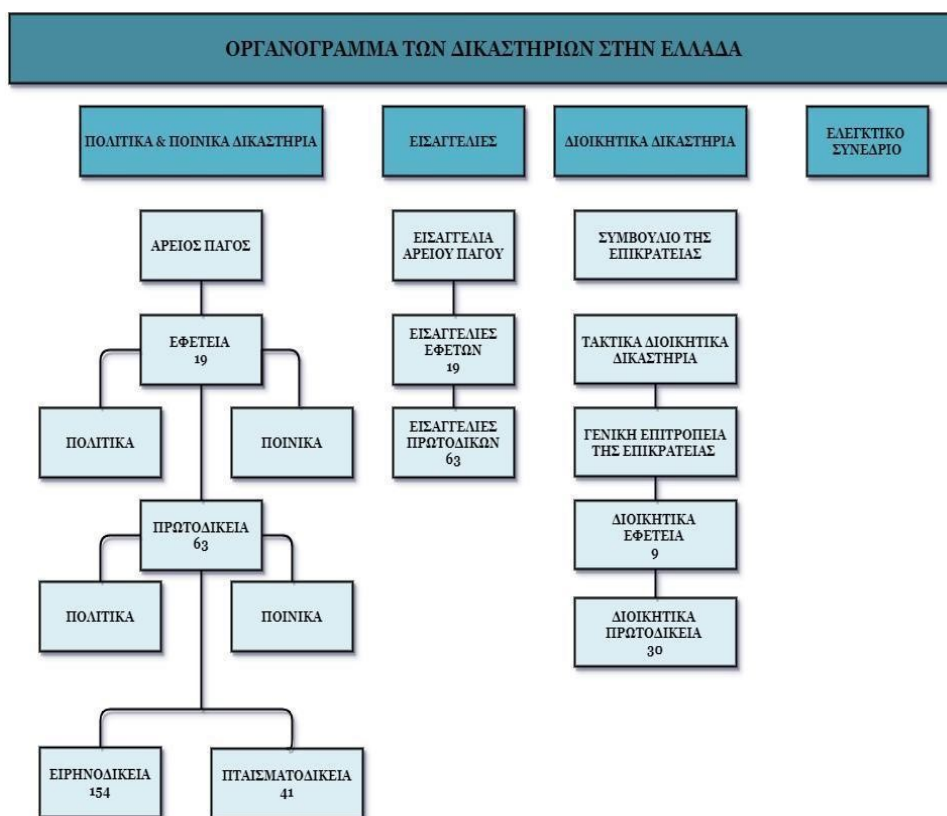 ΟΡΓΑΝΟΓΡΑΜΜΑ ΤΩΝ ΔΙΚΑΣΤΗΡΙΩΝ ΣΤΗΝ ΕΛΛΑΔΑ
ΠΟΛΙΤΙΚΑ & ΠΟΙΝΙΚΑ ΔΙΚΑΣΤΗΡΙΑ
ΑΡΕΙΟΣ ΠΑΓΟΣ
ΕΦΕΤΕΙΑ
19
ΠΟΛΙΤΙΚΑ
ΠΟΙΝΙΚΑ
ΠΡΩΤΟΔΙΚΕΙΑ
63
ΠΟΛΙΤΙΚΑ
ΠΟΙΝΙΚΑ
ΕΙΡΗΝΟΔΙΚΕΙΑ
154
ΠΤΑΙΣΜΑΤΟΔΙΚΕΙΑ
41
ΕΙΣΑΓΓΕΛΙΕΣ
ΕΙΣΑΓΓΕΛΙΑ
ΑΡΕΙΟΥ ΠΑΓΟΥ
ΕΙΣΑΓΓΕΛΙΕΣ
ΕΦΕΤΩΝ
19
ΕΙΣΑΓΓΕΛΙΕΣ
ΠΡΩΤΟΔΙΚΩΝ
63
ΔΙΟΙΚΗΤΙΚΑ ΔΙΚΑΣΤΗΡΙΑ
ΣΥΜΒΟΥΛΙΟ ΤΗΣ
ΕΠΙΚΡΑΤΕΙΑΣ
ΤΑΚΤΙΚΑ ΔΙΟΙΚΗΤΙΚΑ
ΔΙΚΑΣΤΗΡΙΑ
ΓΕΝΙΚΗ ΕΠΙΤΡΟΠΕΙΑ
ΤΗΣ ΕΠΙΚΡΑΤΕΙΑΣ
ΔΙΟΙΚΗΤΙΚΑ
ΕΦΕΤΕΙΑ
9
ΔΙΟΙΚΗΤΙΚΑ
ΠΡΩΤΟΔΙΚΕΙΑ
30
ΕΛΕΓΚΤΙΚΟ
ΣΥΝΕΔΡΙΟ